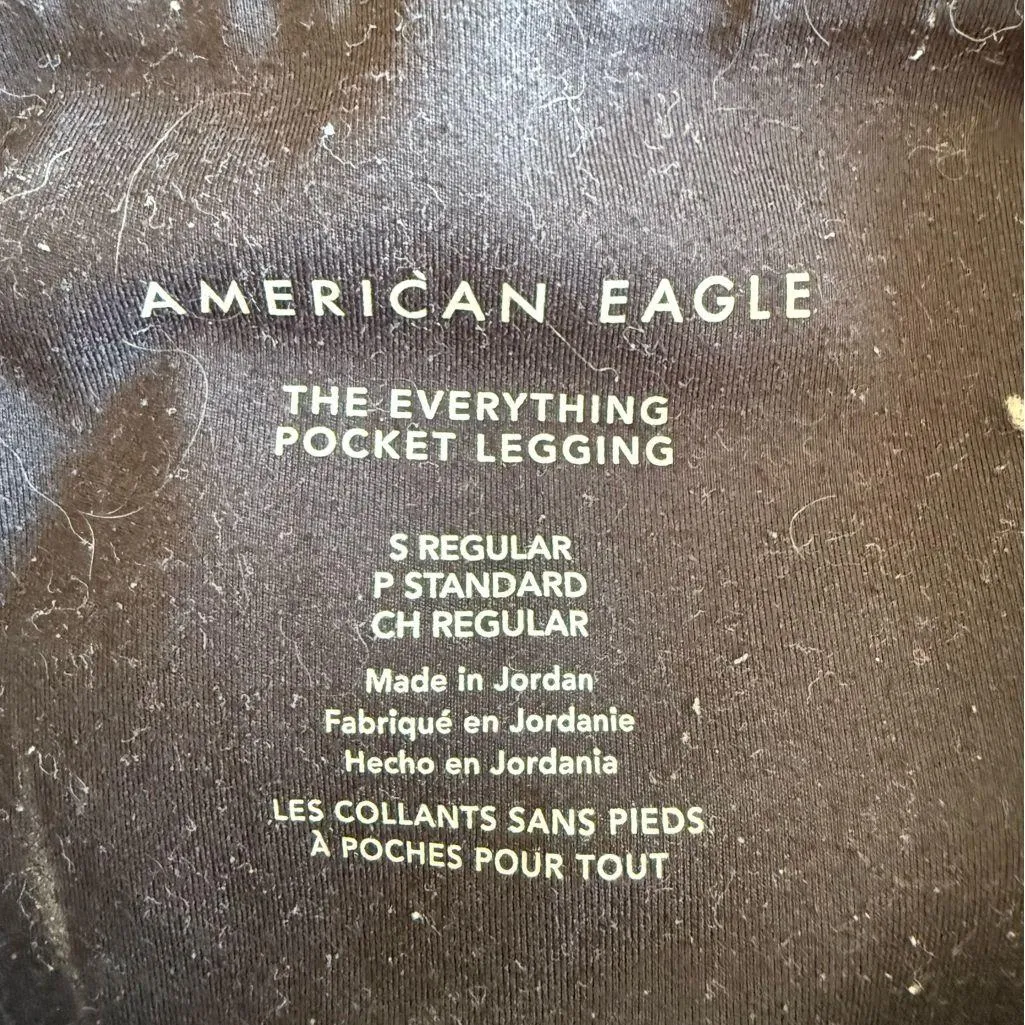 AMERICAN EAGLE
THE EVERYTHING
POCKET LEGGING
S REGULAR
P STANDARD
CH REGULAR
Made in Jordan
Fabriqué en Jordanie
Hecho en Jordania
LES COLLANTS SANS PIEDS
À POCHES POUR TOUT